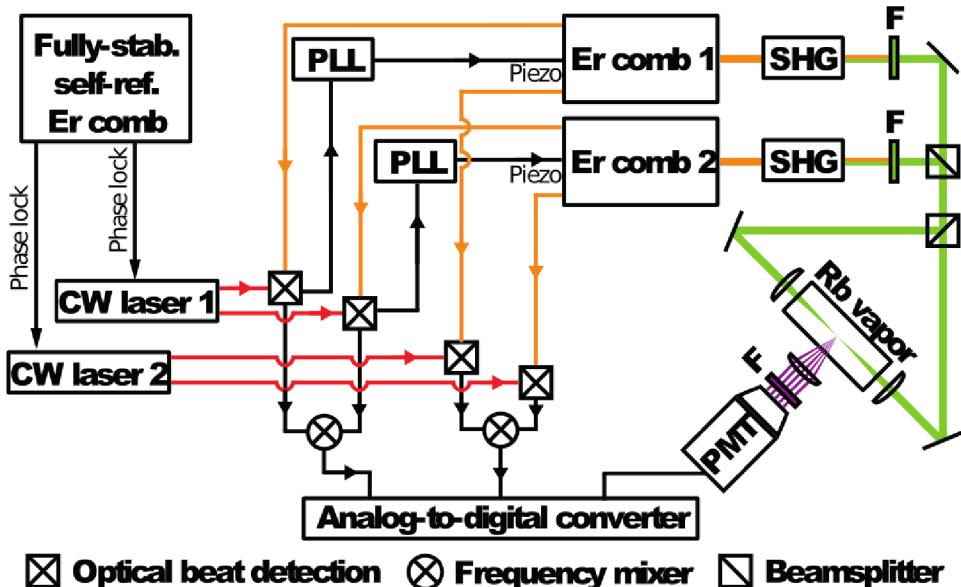 Fully-stab.
self-ref.
Er comb
PLL
Piezo
Er comb 1
SHG
F
PLL
Piezo
Er comb 2
SHG
F
Phase lock
Phase lock
CW laser 1
CW laser 2
Rb vapor
F
PMT
Analog-to-digital converter
Optical beat detection
Frequency mixer
Beamsplitter